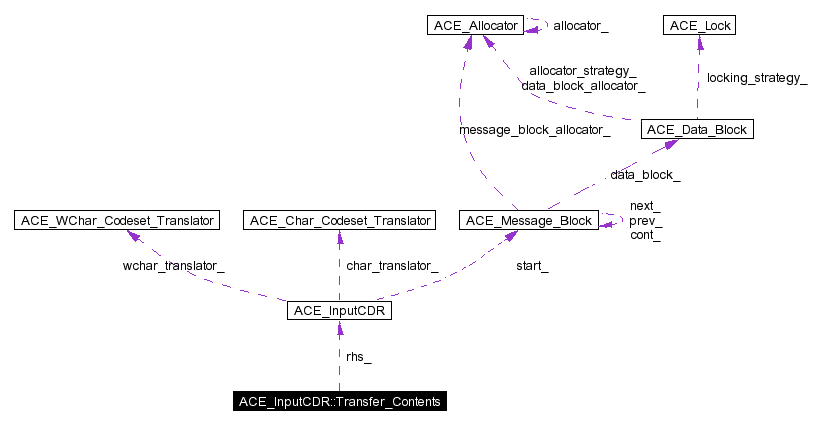 ACE_Allocator
allocator_
ACE_Lock
allocator_strategy_
data_block_allocator_
locking_strategy_
message_block_allocator_
ACE_Data_Block
data_block_
ACE_WChar_Codeset_Translator
ACE_Char_Codeset_Translator
ACE_Message_Block
next_
prev_
cont_
wchar_translator_
char_translator_
start_
ACE_InputCDR
rhs_
ACE_InputCDR::Transfer_Contents